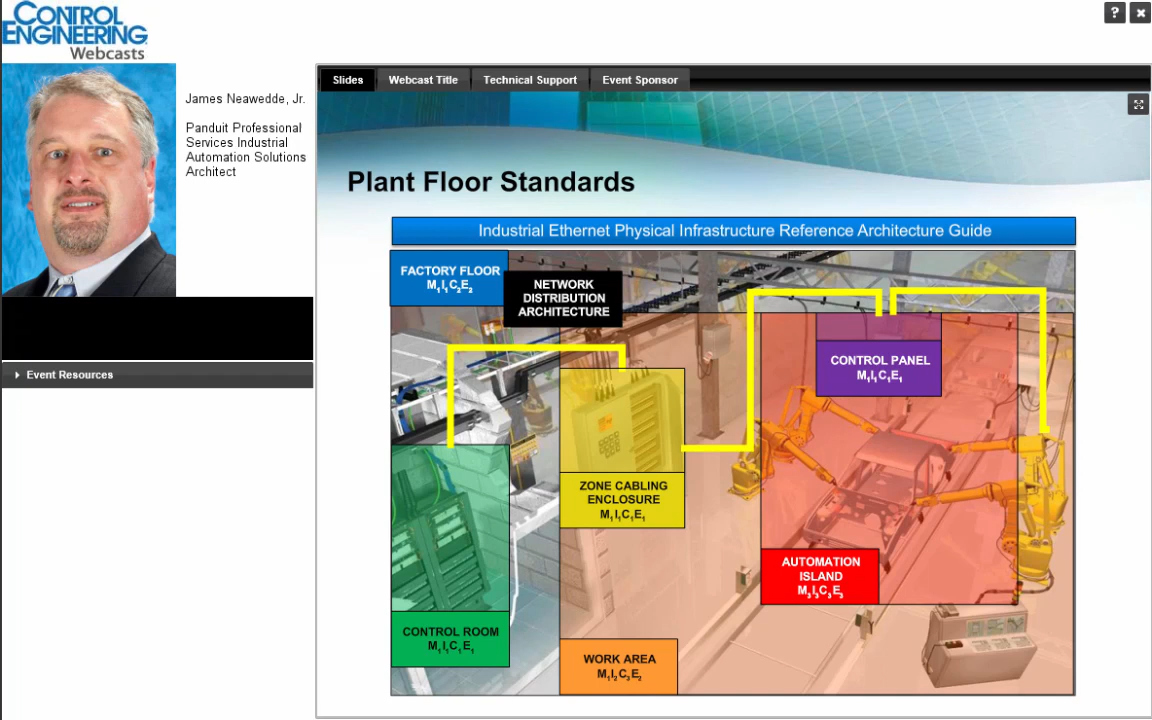 CONTROL
ENGINEERING
Webcasts
? ×
James Neawedde, Jr.
Panduit Professional
Services Industrial
Automation Solutions
Architect
Event Resources
Slides Webcast Title Technical Support Event Sponsor
Plant Floor Standards
Industrial Ethernet Physical Infrastructure Reference Architecture Guide
FACTORY FLOOR
M₁I₁C₂E₂
NETWORK
DISTRIBUTION
ARCHITECTURE
CONTROL PANEL
M₁I₁C₁E₁
ZONE CABLING
ENCLOSURE
M₁I₁C₁E₁
AUTOMATION
ISLAND
M₃I₃C₃E₃
CONTROL ROOM
M₁I₁C₁E₁
WORK AREA
M₁I₂C₃E₂